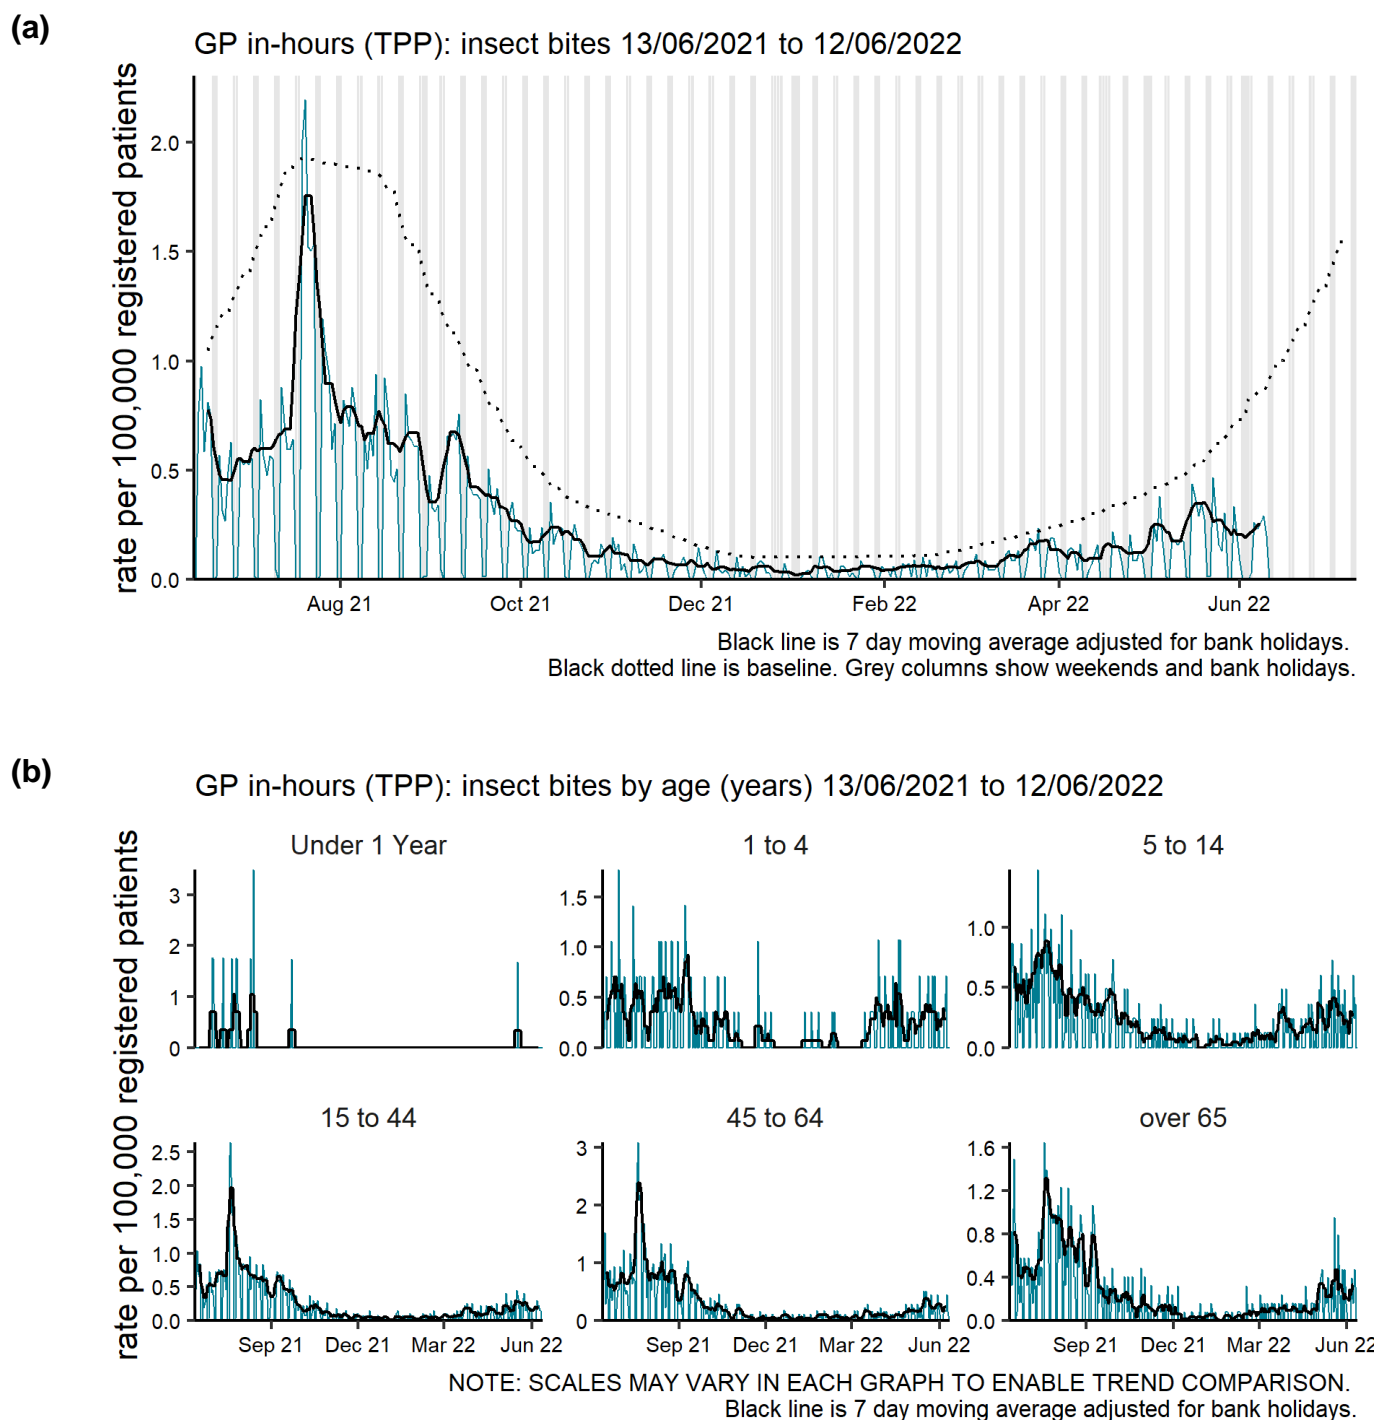 (a)
GP in-hours (TPP): insect bites 13/06/2021 to 12/06/2022
rate per 100,000 registered patients
2.0
1.5
1.0
0.5
0.0
Aug 21 Oct 21 Dec 21 Feb 22 Apr 22 Jun 22
Black line is 7 day moving average adjusted for bank holidays.
Black dotted line is baseline. Grey columns show weekends and bank holidays.
(b)
GP in-hours (TPP): insect bites by age (years) 13/06/2021 to 12/06/2022
rate per 100,000 registered patients
Under 1 Year
3
2
1
0
1 to 4
1.5
1.0
0.5
0.0
5 to 14
1.0
0.5
0.0
15 to 44
2.5
2.0
1.5
1.0
0.5
0.0
Sep 21 Dec 21 Mar 22 Jun 22
45 to 64
3
2
1
0
Sep 21 Dec 21 Mar 22 Jun 22
over 65
1.6
1.2
0.8
0.4
0.0
Sep 21 Dec 21 Mar 22 Jun 22
NOTE: SCALES MAY VARY IN EACH GRAPH TO ENABLE TREND COMPARISON.
Black line is 7 day moving average adjusted for bank holidays.